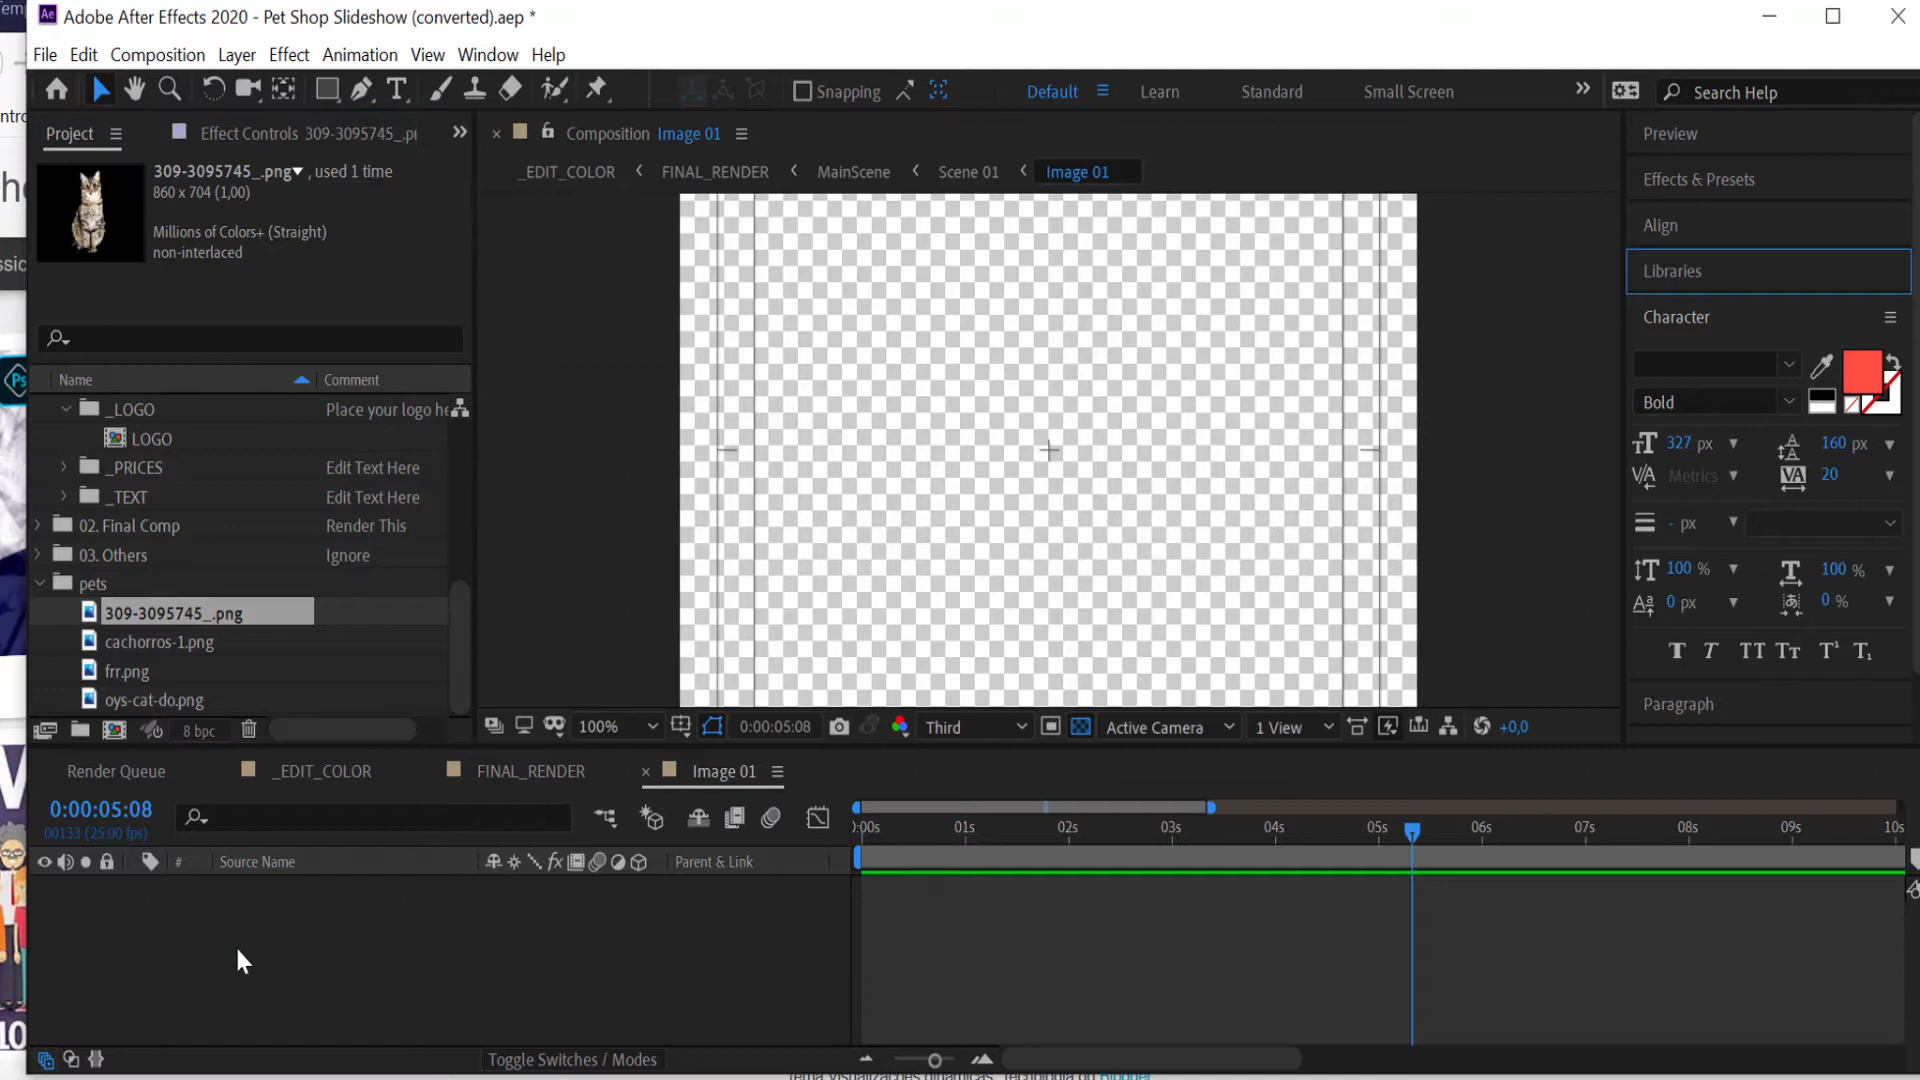 Adobe After Effects 2020 - Pet Shop Slideshow (converted).aep *
File Edit Composition Layer Effect Animation View Window Help
Snapping Default Learn Standard Small Screen Search Help
Project Effect Controls 309-3095745_.p
Composition Image 01
_EDIT_COLOR FINAL_RENDER MainScene Scene 01 Image 01
309-3095745_.png , used 1 time
860 x 704 (1,00)
Millions of Colors+ (Straight)
non-interlaced
Name Comment
_LOGO Place your logo he
LOGO
_PRICES Edit Text Here
_TEXT Edit Text Here
02. Final Comp Render This
03. Others Ignore
pets
309-3095745_.png
cachorros-1.png
frr.png
oys-cat-do.png
8 bpc
100% 0:00:05:08 Third Active Camera 1 View +0,0
Preview
Effects & Presets
Align
Libraries
Character
Bold
327 px 160 px
Metrics 20
- px
100 % 100 %
0 px 0 %
T T TT Tt T¹ T₁
Paragraph
Render Queue _EDIT_COLOR FINAL_RENDER Image 01
0:00:05:08
00133 (25.00 fps)
# Source Name fx Parent & Link
):00s 01s 02s 03s 04s 05s 06s 07s 08s 09s 10s
Toggle Switches / Modes